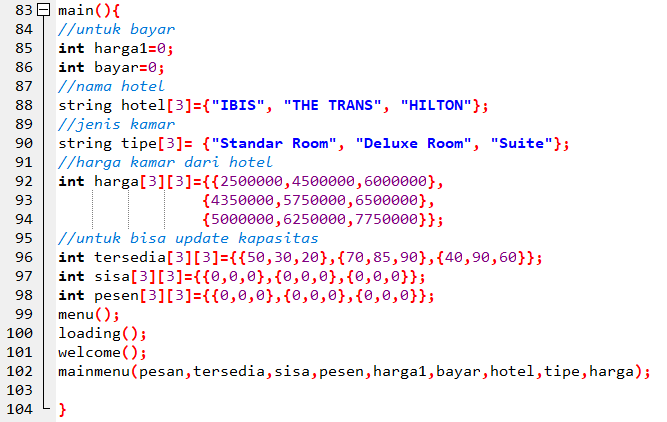 83 main(){
84 //untuk bayar
85 int harga1=0;
86 int bayar=0;
87 //nama hotel
88 string hotel[3]={"IBIS", "THE TRANS", "HILTON"};
89 //jenis kamar
90 string tipe[3]= {"Standar Room", "Deluxe Room", "Suite"};
91 //harga kamar dari hotel
92 int harga[3][3]={{2500000,4500000,6000000},
93 {4350000,5750000,6500000},
94 {5000000,6250000,7750000}};
95 //untuk bisa update kapasitas
96 int tersedia[3][3]={{50,30,20},{70,85,90},{40,90,60}};
97 int sisa[3][3]={{0,0,0},{0,0,0},{0,0,0}};
98 int pesen[3][3]={{0,0,0},{0,0,0},{0,0,0}};
99 menu();
100 loading();
101 welcome();
102 mainmenu(pesan,tersedia,sisa,pesen,harga1,bayar,hotel,tipe,harga);
103
104 }